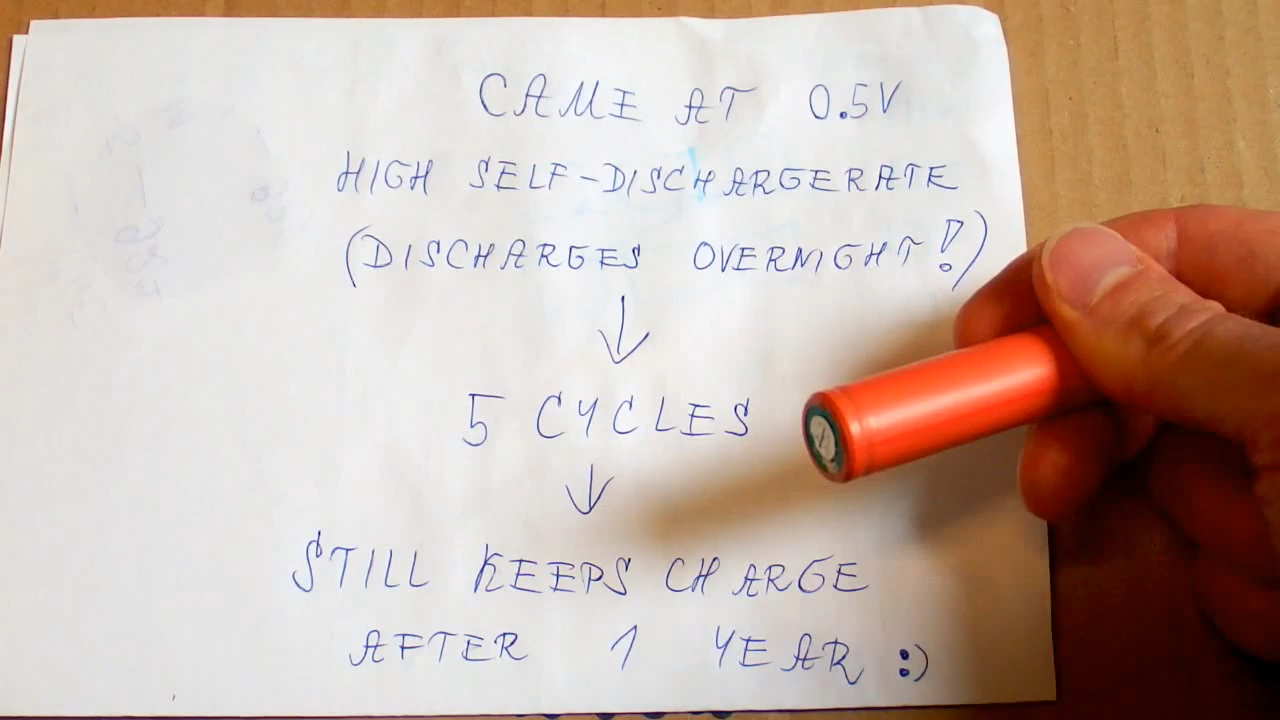 CAME AT 0.5V
HIGH SELF-DISCHARGERATE
(DISCHARGES OVERNIGHT!)
↓
5 CYCLES
↓
STILL KEEPS CHARGE
AFTER 1 YEAR :)